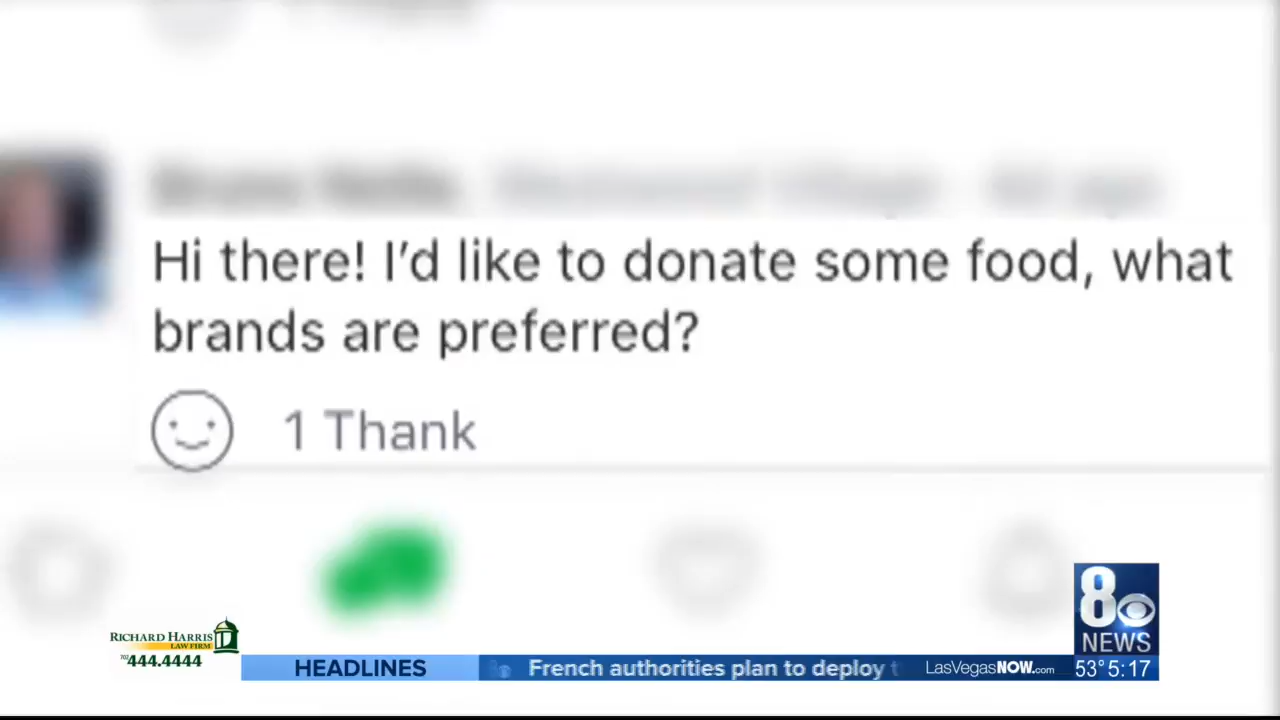 Hi there! I'd like to donate some food, what
brands are preferred?
1 Thank
RICHARD HARRIS
LAW FIRM
702 444.4444
HEADLINES
French authorities plan to deploy
LasVegasNOW.com
8
NEWS
53° 5:17